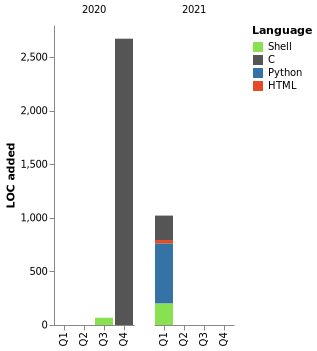 2020
2021
Language
Shell
C
Python
HTML
LOC added
2,500
2,000
1,500
1,000
500
0
Q1 Q2 Q3 Q4
Q1 Q2 Q3 Q4